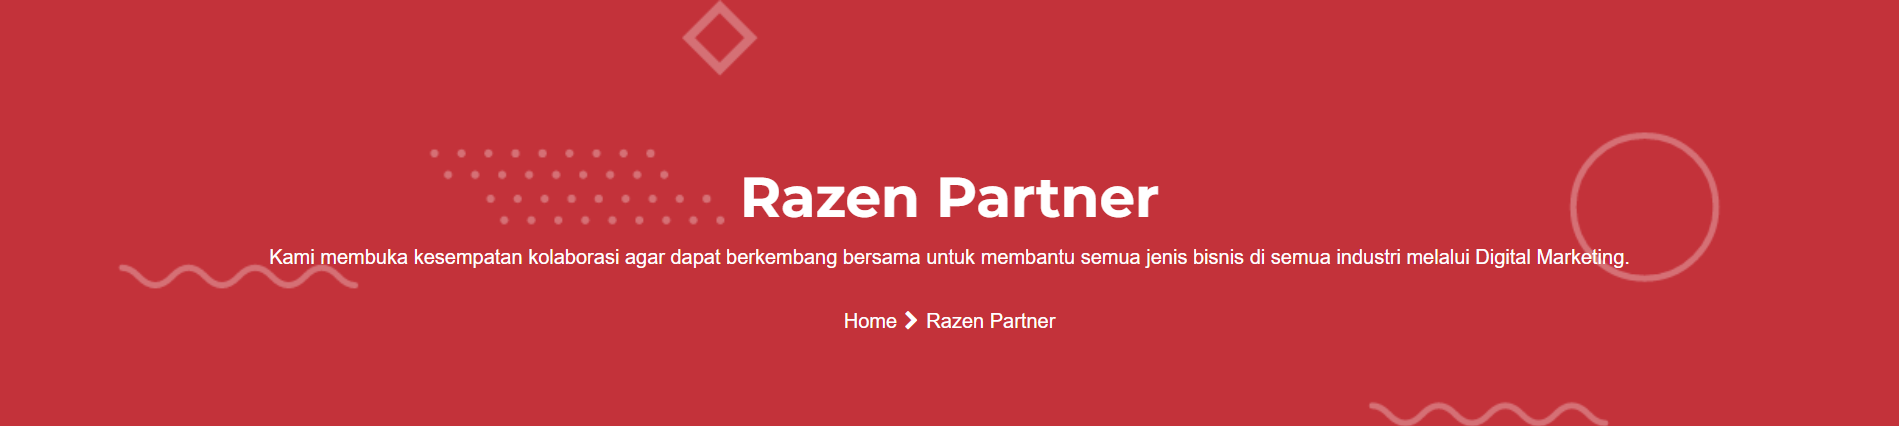 Razen Partner
Kami membuka kesempatan kolaborasi agar dapat berkembang bersama untuk membantu semua jenis bisnis di semua industri melalui Digital Marketing.
Home > Razen Partner